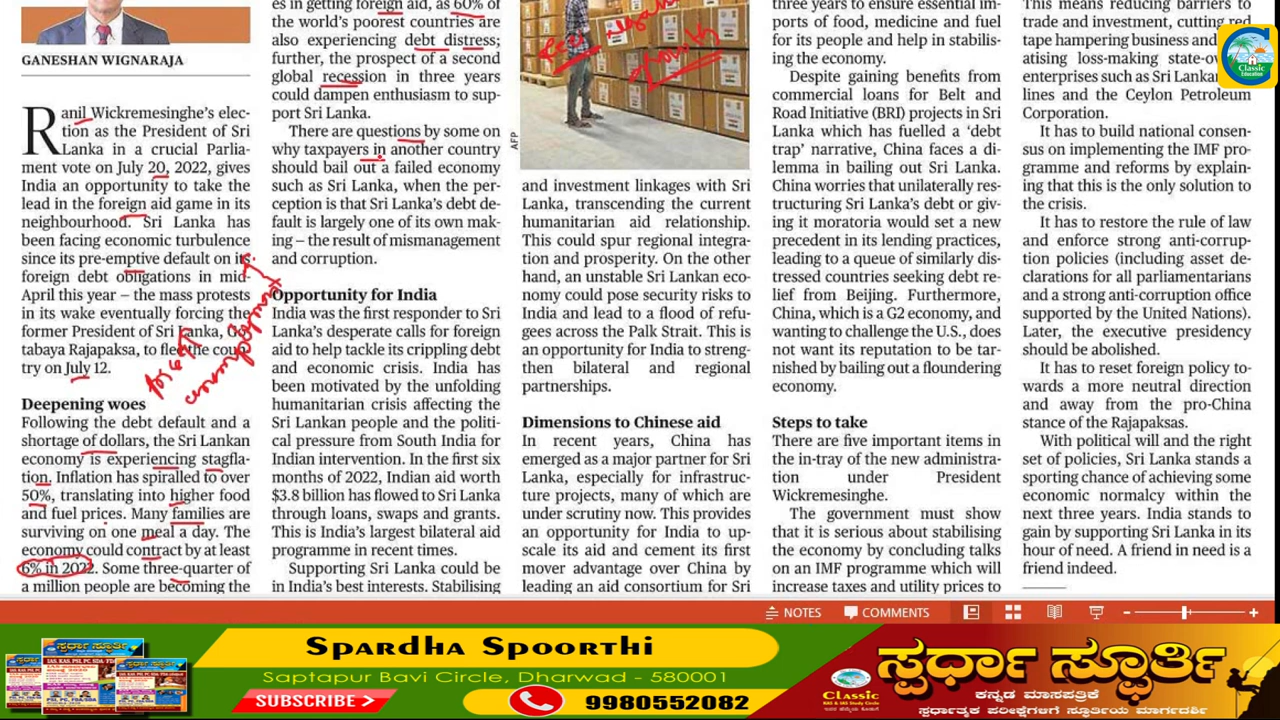 GANESHAN WIGNARAJA
Ranil Wickremesinghe's elec-
tion as the President of Sri
Lanka in a crucial Parlia-
ment vote on July 20, 2022, gives
India an opportunity to take the
lead in the foreign aid game in its
neighbourhood. Sri Lanka has
been facing economic turbulence
since its pre-emptive default on its
foreign debt obligations in mid-
April this year – the mass protests
in its wake eventually forcing the
former President of Sri Lanka, Go-
tabaya Rajapaksa, to flee the coun-
try on July 12.
Deepening woes
Following the debt default and a
shortage of dollars, the Sri Lankan
economy is experiencing stagfla-
tion. Inflation has spiralled to over
50%, translating into higher food
and fuel prices. Many families are
surviving on one meal a day. The
economy could contract by at least
6% in 2022. Some three-quarter of
a million people are becoming the
es in getting foreign aid, as 60% of
the world's poorest countries are
also experiencing debt distress;
further, the prospect of a second
global recession in three years
could dampen enthusiasm to sup-
port Sri Lanka.
There are questions by some on
why taxpayers in another country
should bail out a failed economy
such as Sri Lanka, when the per-
ception is that Sri Lanka's debt de-
fault is largely one of its own mak-
ing – the result of mismanagement
and corruption.
Opportunity for India
India was the first responder to Sri
Lanka's desperate calls for foreign
aid to help tackle its crippling debt
and economic crisis. India has
been motivated by the unfolding
humanitarian crisis affecting the
Sri Lankan people and the politi-
cal pressure from South India for
Indian intervention. In the first six
months of 2022, Indian aid worth
$3.8 billion has flowed to Sri Lanka
through loans, swaps and grants.
This is India's largest bilateral aid
programme in recent times.
Supporting Sri Lanka could be
in India's best interests. Stabilising
AFP
and investment linkages with Sri
Lanka, transcending the current
humanitarian aid relationship.
This could spur regional integra-
tion and prosperity. On the other
hand, an unstable Sri Lankan eco-
nomy could pose security risks to
India and lead to a flood of refu-
gees across the Palk Strait. This is
an opportunity for India to streng-
then bilateral and regional
partnerships.
Dimensions to Chinese aid
In recent years, China has
emerged as a major partner for Sri
Lanka, especially for infrastruc-
ture projects, many of which are
under scrutiny now. This provides
an opportunity for India to up-
scale its aid and cement its first
mover advantage over China by
leading an aid consortium for Sri
three years to ensure essential im-
ports of food, medicine and fuel
for its people and help in stabilis-
ing the economy.
Despite gaining benefits from
commercial loans for Belt and
Road Initiative (BRI) projects in Sri
Lanka which has fuelled a 'debt
trap' narrative, China faces a di-
lemma in bailing out Sri Lanka.
China worries that unilaterally res-
tructuring Sri Lanka's debt or giv-
ing it moratoria would set a new
precedent in its lending practices,
leading to a queue of similarly dis-
tressed countries seeking debt re-
lief from Beijing. Furthermore,
China, which is a G2 economy, and
wanting to challenge the U.S., does
not want its reputation to be tar-
nished by bailing out a floundering
economy.
Steps to take
There are five important items in
the in-tray of the new administra-
tion under President
Wickremesinghe.
The government must show
that it is serious about stabilising
the economy by concluding talks
on an IMF programme which will
increase taxes and utility prices to
This means reducing barriers to
trade and investment, cutting red
tape hampering business and
atising loss-making state-ow
enterprises such as Sri Lankan
lines and the Ceylon Petroleum
Corporation.
It has to build national consen-
sus on implementing the IMF pro-
gramme and reforms by explain-
ing that this is the only solution to
the crisis.
It has to restore the rule of law
and enforce strong anti-corrup-
tion policies (including asset de-
clarations for all parliamentarians
and a strong anti-corruption office
supported by the United Nations).
Later, the executive presidency
should be abolished.
It has to reset foreign policy to-
wards a more neutral direction
and away from the pro-China
stance of the Rajapaksas.
With political will and the right
set of policies, Sri Lanka stands a
sporting chance of achieving some
economic normalcy within the
next three years. India stands to
gain by supporting Sri Lanka in its
hour of need. A friend in need is a
friend indeed.
Classic
Education
NOTES
COMMENTS
Spardha Spoorthi
Saptapur Bavi Circle, Dharwad - 580001
SUBSCRIBE
9980552082
Classic
KAS & IAS Study Circle
ಸ್ಪರ್ಧಾ ಸ್ಫೂರ್ತಿ
ಕನ್ನಡ ಮಾಸಪತ್ರಿಕೆ
ಸ್ಪರ್ಧಾತ್ಮಕ ಪರೀಕ್ಷೆಗಳಿಗೆ ಸ್ಫೂರ್ತಿದಾಯಕ ಮಾರ್ಗದರ್ಶಿ